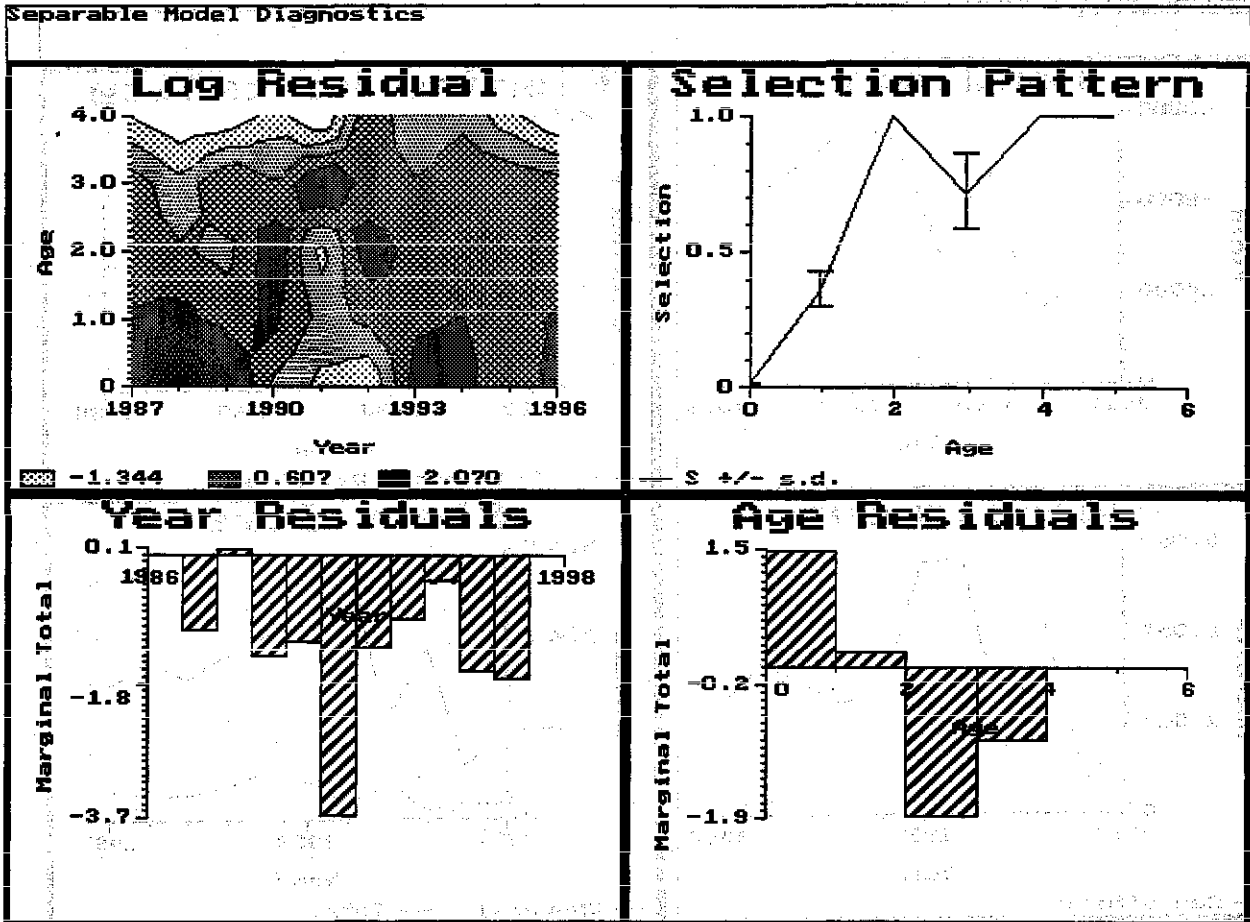 Separable Model Diagnostics
Log Residual
4.0
3.0
2.0
1.0
0
Age
1987 1990 1993 1996
Year
-1.344 0.607 2.070
Selection Pattern
1.0
0.5
0
Selection
0 2 4 6
Age
S +/- s.d.
Year Residuals
0.1
-1.8
-3.7
Marginal Total
1986 1998
Year
Age Residuals
1.5
-0.2
-1.9
Marginal Total
0 2 4 6
Age